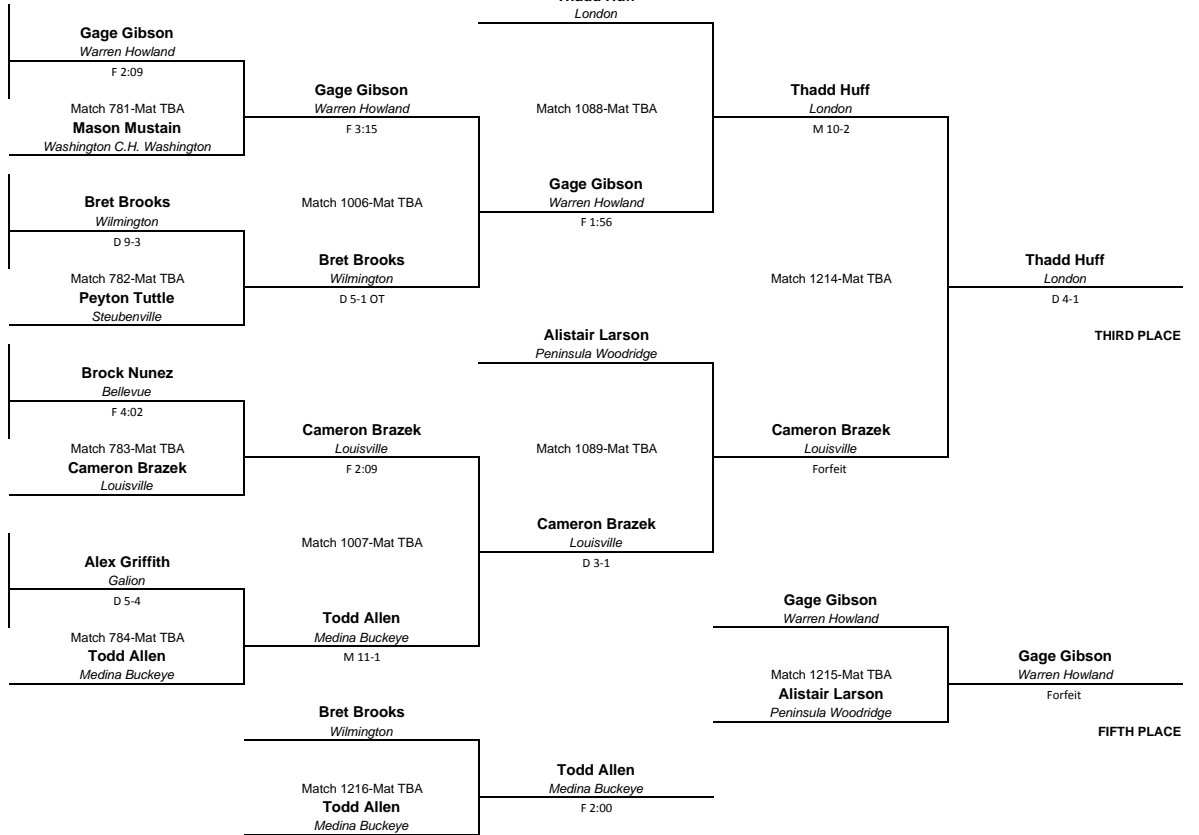 Thadd Huff
London
Gage Gibson
Warren Howland
F 2:09
Match 781-Mat TBA
Mason Mustain
Washington C.H. Washington
Gage Gibson
Warren Howland
F 3:15
Match 1088-Mat TBA
Thadd Huff
London
M 10-2
Bret Brooks
Wilmington
D 9-3
Match 782-Mat TBA
Peyton Tuttle
Steubenville
Match 1006-Mat TBA
Bret Brooks
Wilmington
D 5-1 OT
Gage Gibson
Warren Howland
F 1:56
Match 1214-Mat TBA
Thadd Huff
London
D 4-1
THIRD PLACE
Alistair Larson
Peninsula Woodridge
Brock Nunez
Bellevue
F 4:02
Match 783-Mat TBA
Cameron Brazek
Louisville
Cameron Brazek
Louisville
F 2:09
Match 1089-Mat TBA
Cameron Brazek
Louisville
Forfeit
Match 1007-Mat TBA
Cameron Brazek
Louisville
D 3-1
Alex Griffith
Galion
D 5-4
Match 784-Mat TBA
Todd Allen
Medina Buckeye
Todd Allen
Medina Buckeye
M 11-1
Gage Gibson
Warren Howland
Match 1215-Mat TBA
Alistair Larson
Peninsula Woodridge
Gage Gibson
Warren Howland
Forfeit
FIFTH PLACE
Bret Brooks
Wilmington
Match 1216-Mat TBA
Todd Allen
Medina Buckeye
Todd Allen
Medina Buckeye
F 2:00